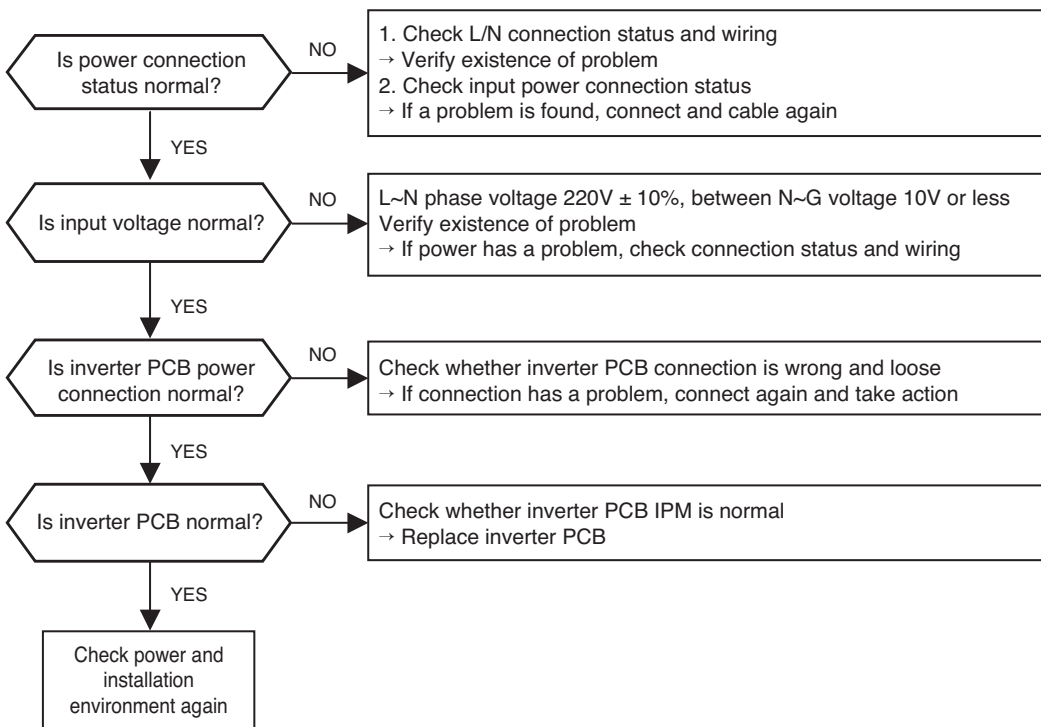 Is power connection
status normal?
NO
1. Check L/N connection status and wiring
→ Verify existence of problem
2. Check input power connection status
→ If a problem is found, connect and cable again
YES
Is input voltage normal?
NO
L~N phase voltage 220V ± 10%, between N~G voltage 10V or less
Verify existence of problem
→ If power has a problem, check connection status and wiring
YES
Is inverter PCB power
connection normal?
NO
Check whether inverter PCB connection is wrong and loose
→ If connection has a problem, connect again and take action
YES
Is inverter PCB normal?
NO
Check whether inverter PCB IPM is normal
→ Replace inverter PCB
YES
Check power and
installation
environment again